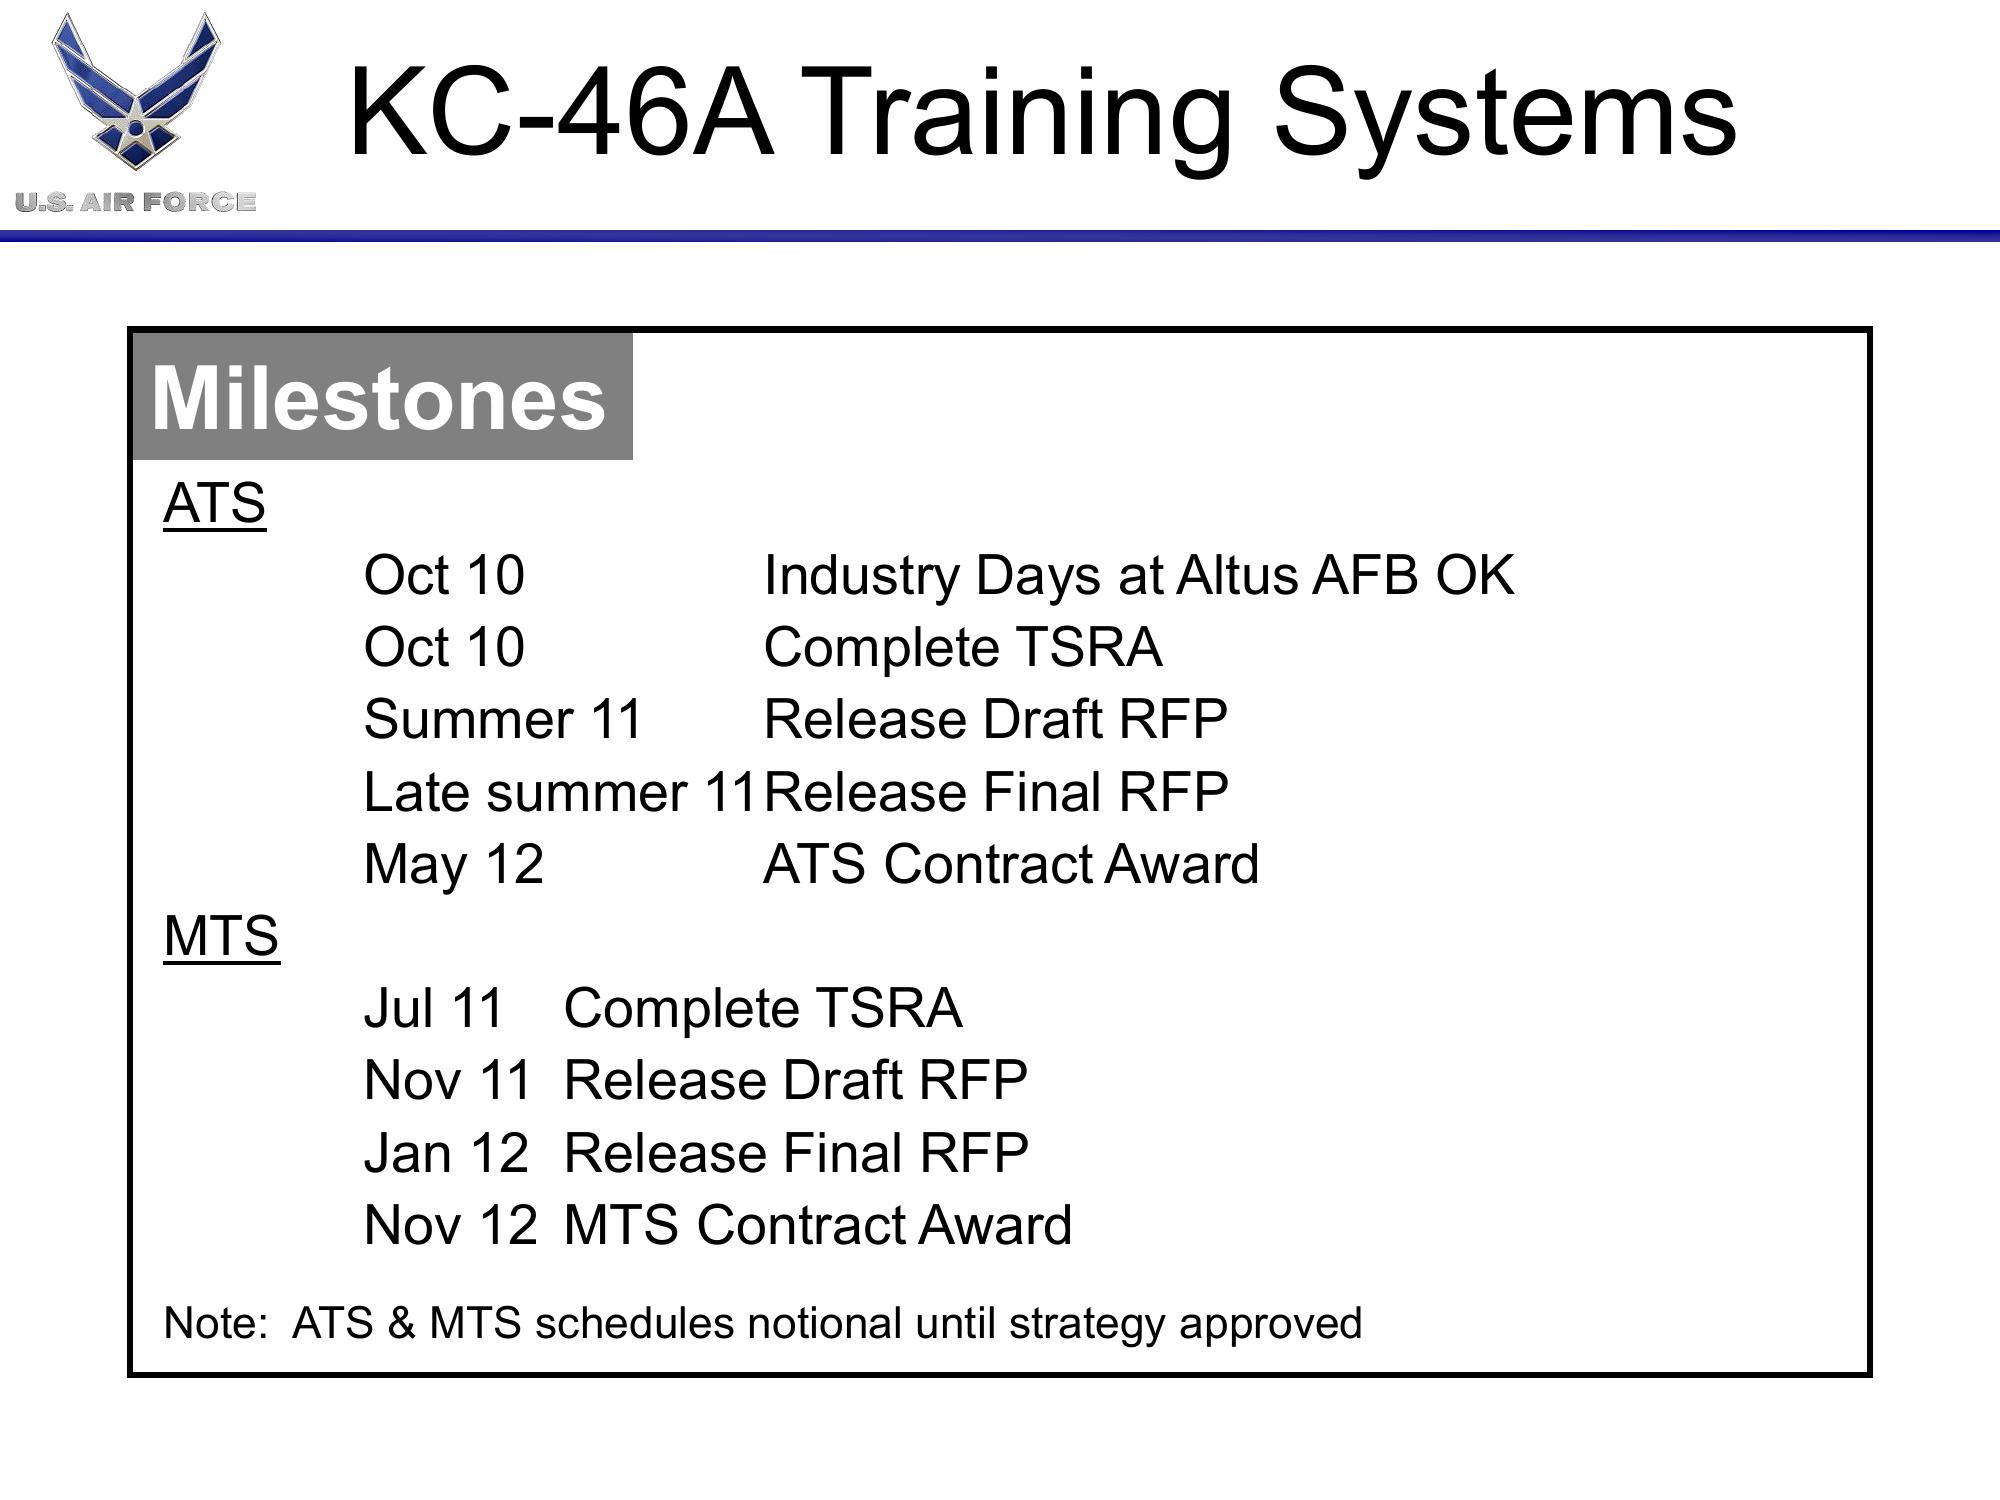 U.S. AIR FORCE
KC-46A Training Systems
Milestones
ATS
Oct 10 Industry Days at Altus AFB OK
Oct 10 Complete TSRA
Summer 11 Release Draft RFP
Late summer 11 Release Final RFP
May 12 ATS Contract Award
MTS
Jul 11 Complete TSRA
Nov 11 Release Draft RFP
Jan 12 Release Final RFP
Nov 12 MTS Contract Award
Note: ATS & MTS schedules notional until strategy approved